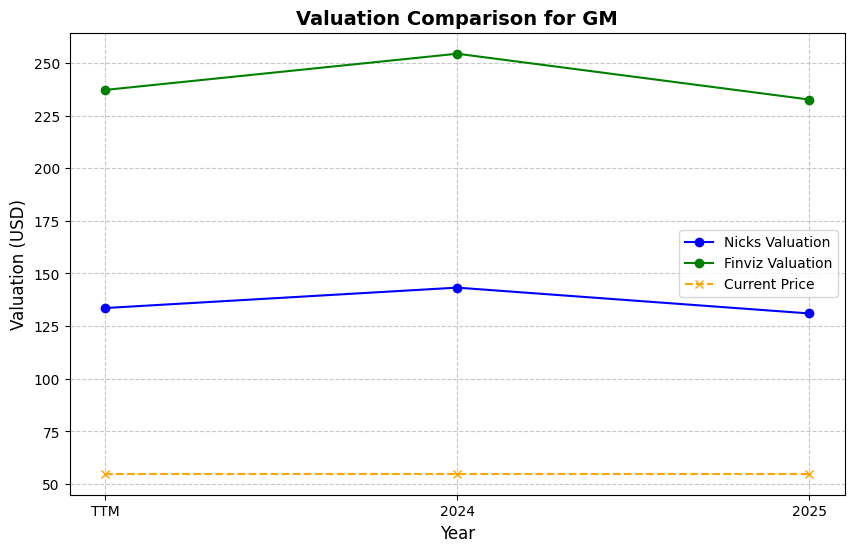 Valuation Comparison for GM
Valuation (USD)
250
225
200
175
150
125
100
75
50
Nicks Valuation
Finviz Valuation
Current Price
TTM
2024
2025
Year